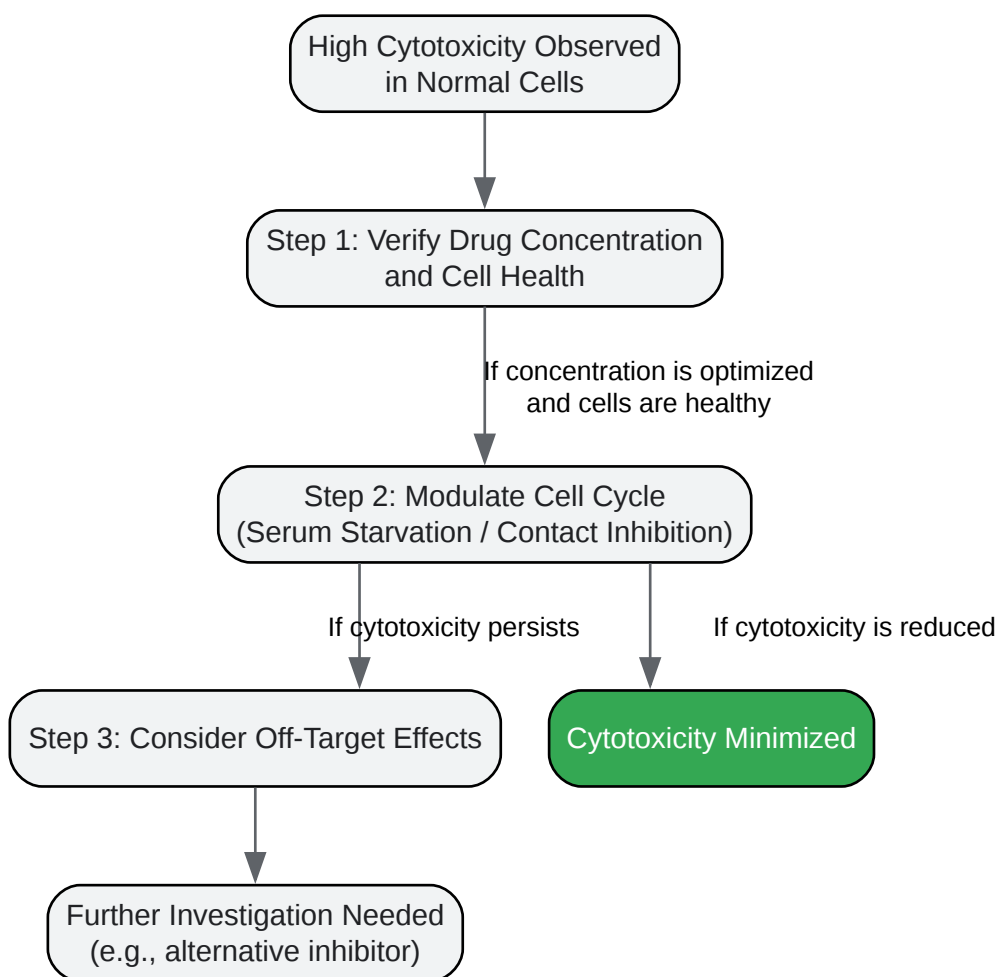 High Cytotoxicity Observed
in Normal Cells
Step 1: Verify Drug Concentration
and Cell Health
If concentration is optimized
and cells are healthy
Step 2: Modulate Cell Cycle
(Serum Starvation / Contact Inhibition)
If cytotoxicity persists
If cytotoxicity is reduced
Step 3: Consider Off-Target Effects
Cytotoxicity Minimized
Further Investigation Needed
(e.g., alternative inhibitor)